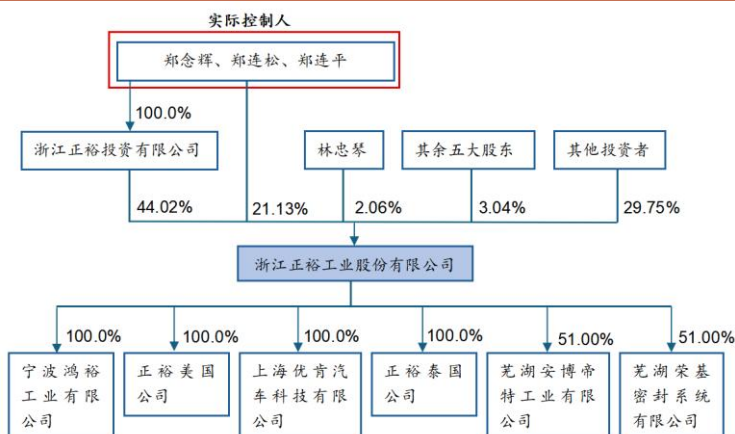 实际控制人
郑念辉、郑连松、郑连平
100.0%
浙江正裕投资有限公司
林忠琴
其余五大股东
其他投资者
44.02%
21.13%
2.06%
3.04%
29.75%
浙江正裕工业股份有限公司
100.0%
100.0%
100.0%
100.0%
51.00%
51.00%
宁波鸿裕
工业有限
公司
正裕美国
公司
上海优肯汽
车科技有限
公司
正裕泰国
公司
芜湖安博帝
特工业有限
公司
芜湖荣基
密封系统
有限公司